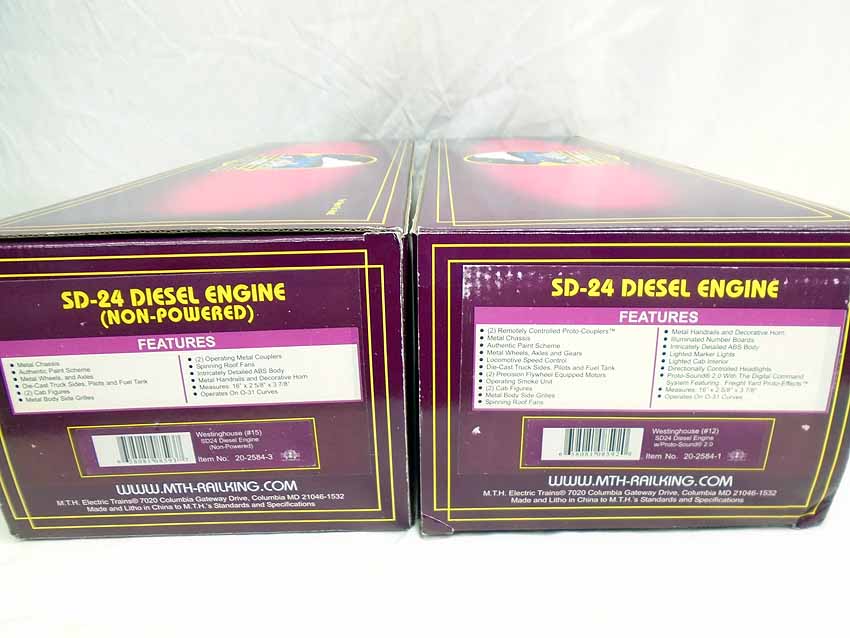 SD-24 DIESEL ENGINE
(NON-POWERED)
FEATURES
• Metal Chassis
• Authentic Paint Scheme
• Metal Wheels, and Axles
• Die-Cast Truck Sides, Pilots and Fuel Tank
• (2) Cab Figures
• Metal Body Side Grilles
• (2) Operating Metal Couplers
• Spinning Roof Fans
• Intricately Detailed ABS Body
• Metal Handrails and Decorative Horn
• Measures: 16" x 2 5/8" x 3 7/8"
• Operates On O-31 Curves
Westinghouse (#15)
SD24 Diesel Engine
(Non-Powered)
Item No. 20-2584-3
WWW.MTH-RAILKING.COM
M.T.H. Electric Trains® 7020 Columbia Gateway Drive, Columbia MD 21046-1532
Made and Litho in China to M.T.H.'s Standards and Specifications
SD-24 DIESEL ENGINE
FEATURES
• (2) Remotely Controlled Proto-Couplers™
• Metal Chassis
• Authentic Paint Scheme
• Metal Wheels, Axles and Gears
• Locomotive Speed Control
• Die-Cast Truck Sides, Pilots and Fuel Tank
• (2) Precision Flywheel Equipped Motors
• Operating Smoke Unit
• (2) Cab Figures
• Metal Body Side Grilles
• Spinning Roof Fans
• Metal Handrails and Decorative Horn
• Illuminated Number Boards
• Intricately Detailed ABS Body
• Lighted Marker Lights
• Lighted Cab Interior
• Directionally Controlled Headlights
• Proto-Sound® 2.0 With The Digital Command
System Featuring: Freight Yard Proto-Effects™
• Measures: 16" x 2 5/8" x 3 7/8"
• Operates On O-31 Curves
Westinghouse (#12)
SD24 Diesel Engine
w/Proto-Sound® 2.0
Item No. 20-2584-1
WWW.MTH-RAILKING.COM
M.T.H. Electric Trains® 7020 Columbia Gateway Drive, Columbia MD 21046-1532
Made and Litho in China to M.T.H.'s Standards and Specifications